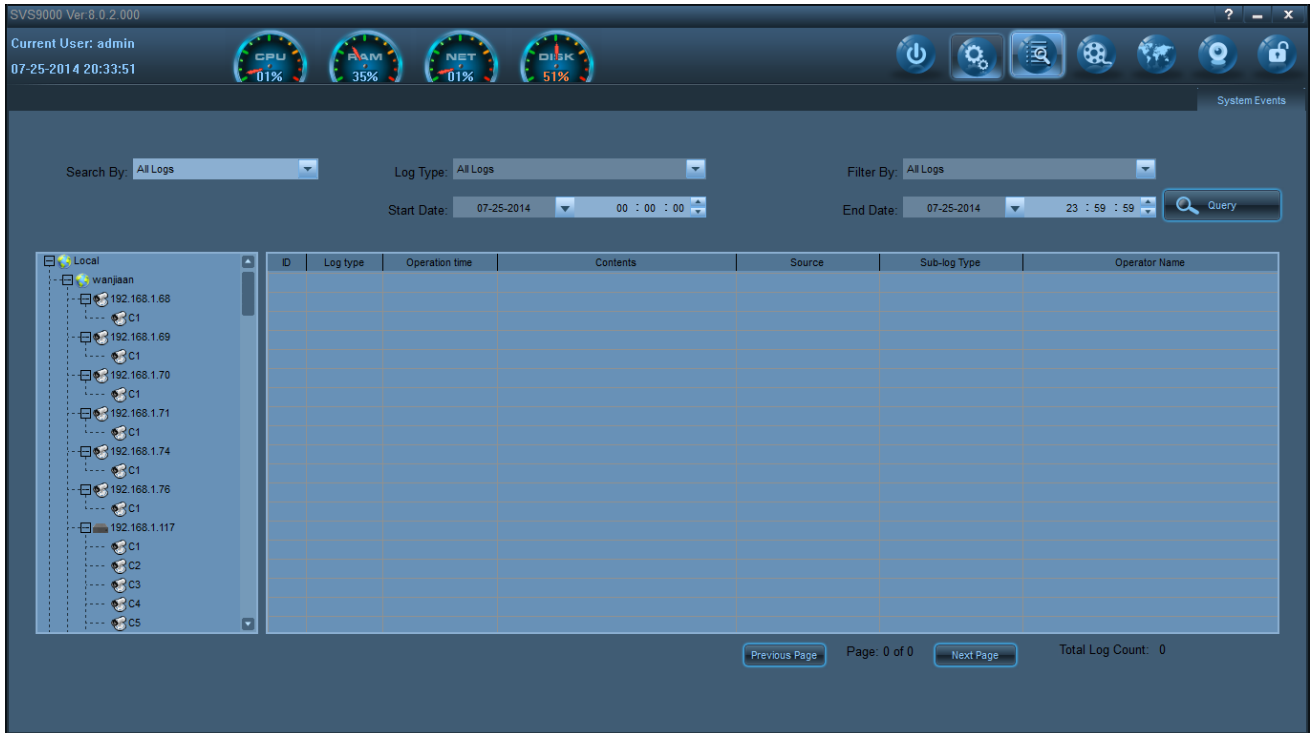 SVS9000 Ver:8.0.2.000 ? – x
Current User: admin
07-25-2014 20:33:51
CPU 01% RAM 35% NET 01% DISK 51%
System Events
Search By: All Logs Log Type: All Logs Filter By: All Logs
Start Date: 07-25-2014 00 : 00 : 00 End Date: 07-25-2014 23 : 59 : 59 Query
ID Log type Operation time Contents Source Sub-log Type Operator Name
Local
wanjiaan
192.168.1.68
C1
192.168.1.69
C1
192.168.1.70
C1
192.168.1.71
C1
192.168.1.74
C1
192.168.1.76
C1
192.168.1.117
C1
C2
C3
C4
C5
Previous Page Page: 0 of 0 Next Page Total Log Count: 0